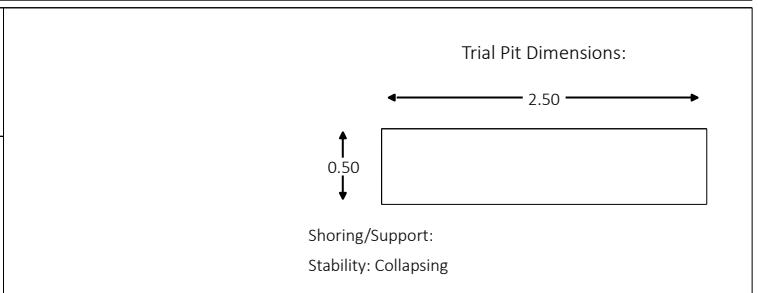 Trial Pit Dimensions:
2.50
0.50
Shoring/Support:
Stability: Collapsing